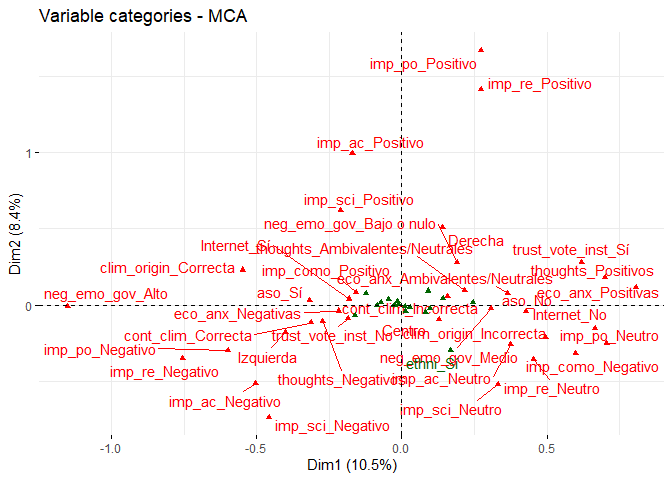 Variable categories - MCA
imp_po_Positivo
imp_re_Positivo
imp_ac_Positivo
imp_sci_Positivo
neg_emo_gov_Bajo o nulo
Derecha
Internet_Sí
thoughts_Ambivalentes/Neutrales
trust_vote_inst_Sí
clim_origin_Correcta
imp_como_Positivo
thoughts_Positivas
eco_anx_Ambivalentes/Neutrales
neg_emo_gov_Alto
aso_Sí
eco_anx_Positivas
aso_No
eco_anx_Negativas
cont_clim_Incorrecta
Internet_No
cont_clim_Correcta
trust_vote_inst_No
Centro
clim_origin_Incorrecta
imp_po_Neutro
imp_po_Negativo
Izquierda
neg_emo_gov_Medio
etnhr_Sí
imp_como_Negativo
imp_re_Negativo
thoughts_Negativos
imp_ac_Neutro
imp_re_Neutro
imp_ac_Negativo
imp_sci_Neutro
imp_sci_Negativo
1
0
-1.0
-0.5
0.0
0.5
Dim1 (10.5%)
Dim2 (8.4%)